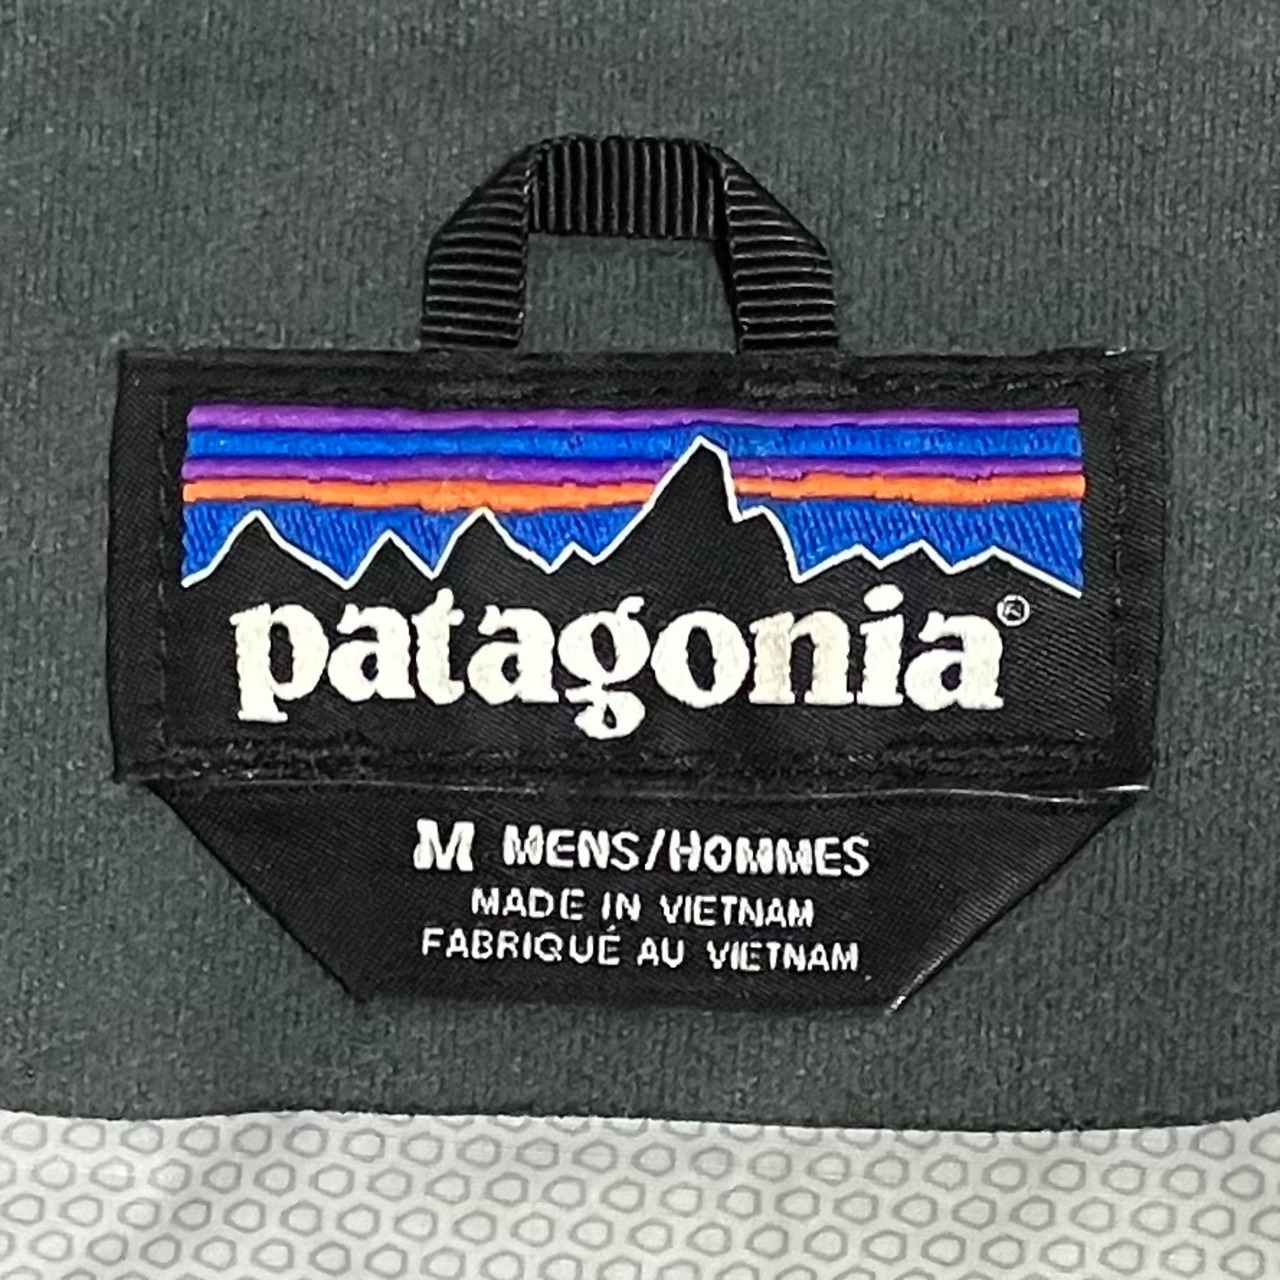 patagonia®
M MENS/HOMMES
MADE IN VIETNAM
FABRIQUÉ AU VIETNAM